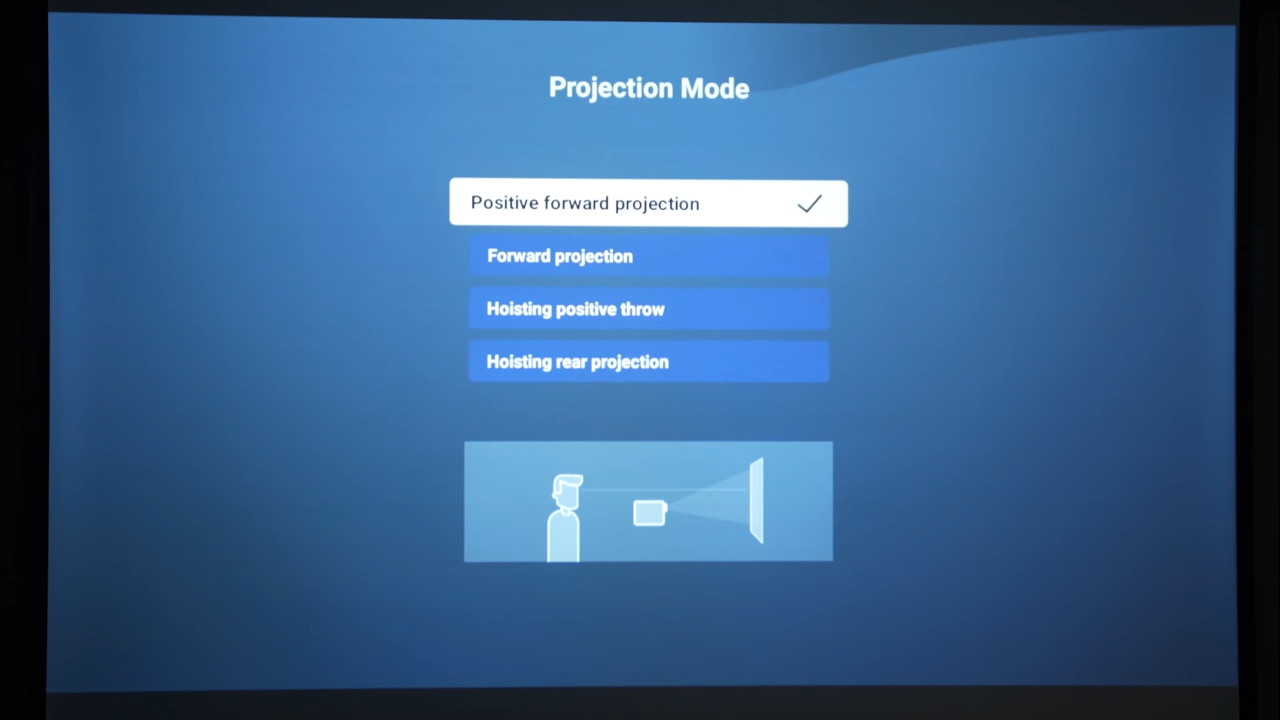 Projection Mode
Positive forward projection
Forward projection
Hoisting positive throw
Hoisting rear projection